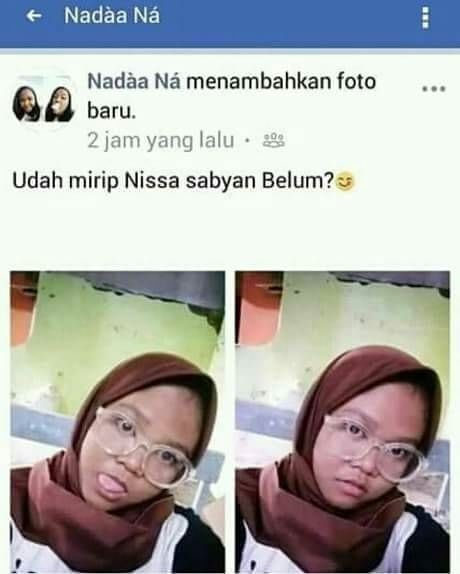 Nadàa Ná
Nadàa Ná menambahkan foto
baru.
2 jam yang lalu ·
Udah mirip Nissa sabyan Belum?😊